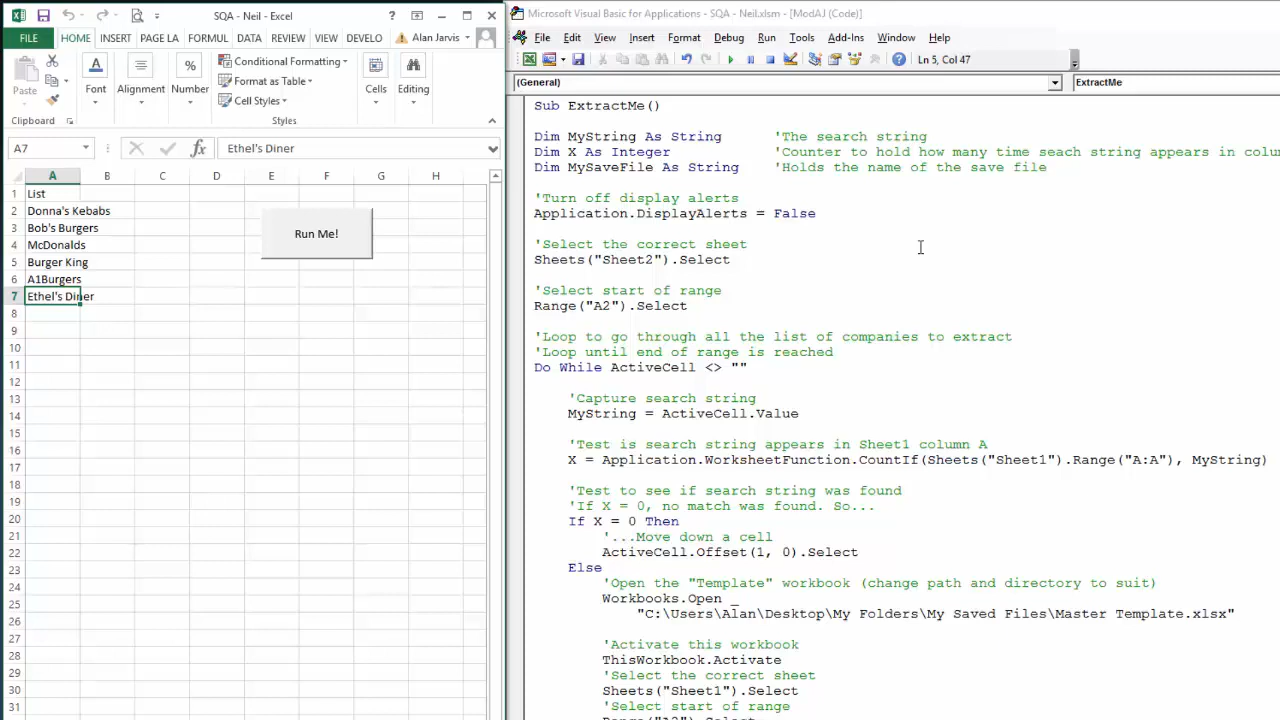 SQA - Neil - Excel
FILE HOME INSERT PAGE LA FORMUL DATA REVIEW VIEW DEVELO Alan Jarvis
Paste
Font
Alignment
Number
Conditional Formatting
Format as Table
Cell Styles
Cells
Editing
Clipboard
Styles
A7 fx Ethel's Diner
A B C D E F G H
1 List
2 Donna's Kebabs
3 Bob's Burgers
4 McDonalds
5 Burger King
6 A1Burgers
7 Ethel's Diner
8
9
10
11
12
13
14
15
16
17
18
19
20
21
22
23
24
25
26
27
28
29
30
31
Run Me!
Microsoft Visual Basic for Applications - SQA - Neil.xlsm - [ModAJ (Code)]
File Edit View Insert Format Debug Run Tools Add-Ins Window Help
Ln 5, Col 47
(General) ExtractMe
Sub ExtractMe()
Dim MyString As String 'The search string
Dim X As Integer 'Counter to hold how many time seach string appears in colum
Dim MySaveFile As String 'Holds the name of the save file
'Turn off display alerts
Application.DisplayAlerts = False
'Select the correct sheet
Sheets("Sheet2").Select
'Select start of range
Range("A2").Select
'Loop to go through all the list of companies to extract
'Loop until end of range is reached
Do While ActiveCell <> ""
'Capture search string
MyString = ActiveCell.Value
'Test is search string appears in Sheet1 column A
X = Application.WorksheetFunction.CountIf(Sheets("Sheet1").Range("A:A"), MyString)
'Test to see if search string was found
'If X = 0, no match was found. So...
If X = 0 Then
'...Move down a cell
ActiveCell.Offset(1, 0).Select
Else
'Open the "Template" workbook (change path and directory to suit)
Workbooks.Open _
"C:\Users\Alan\Desktop\My Folders\My Saved Files\Master Template.xlsx"
'Activate this workbook
ThisWorkbook.Activate
'Select the correct sheet
Sheets("Sheet1").Select
'Select start of range
Range("A2").Select